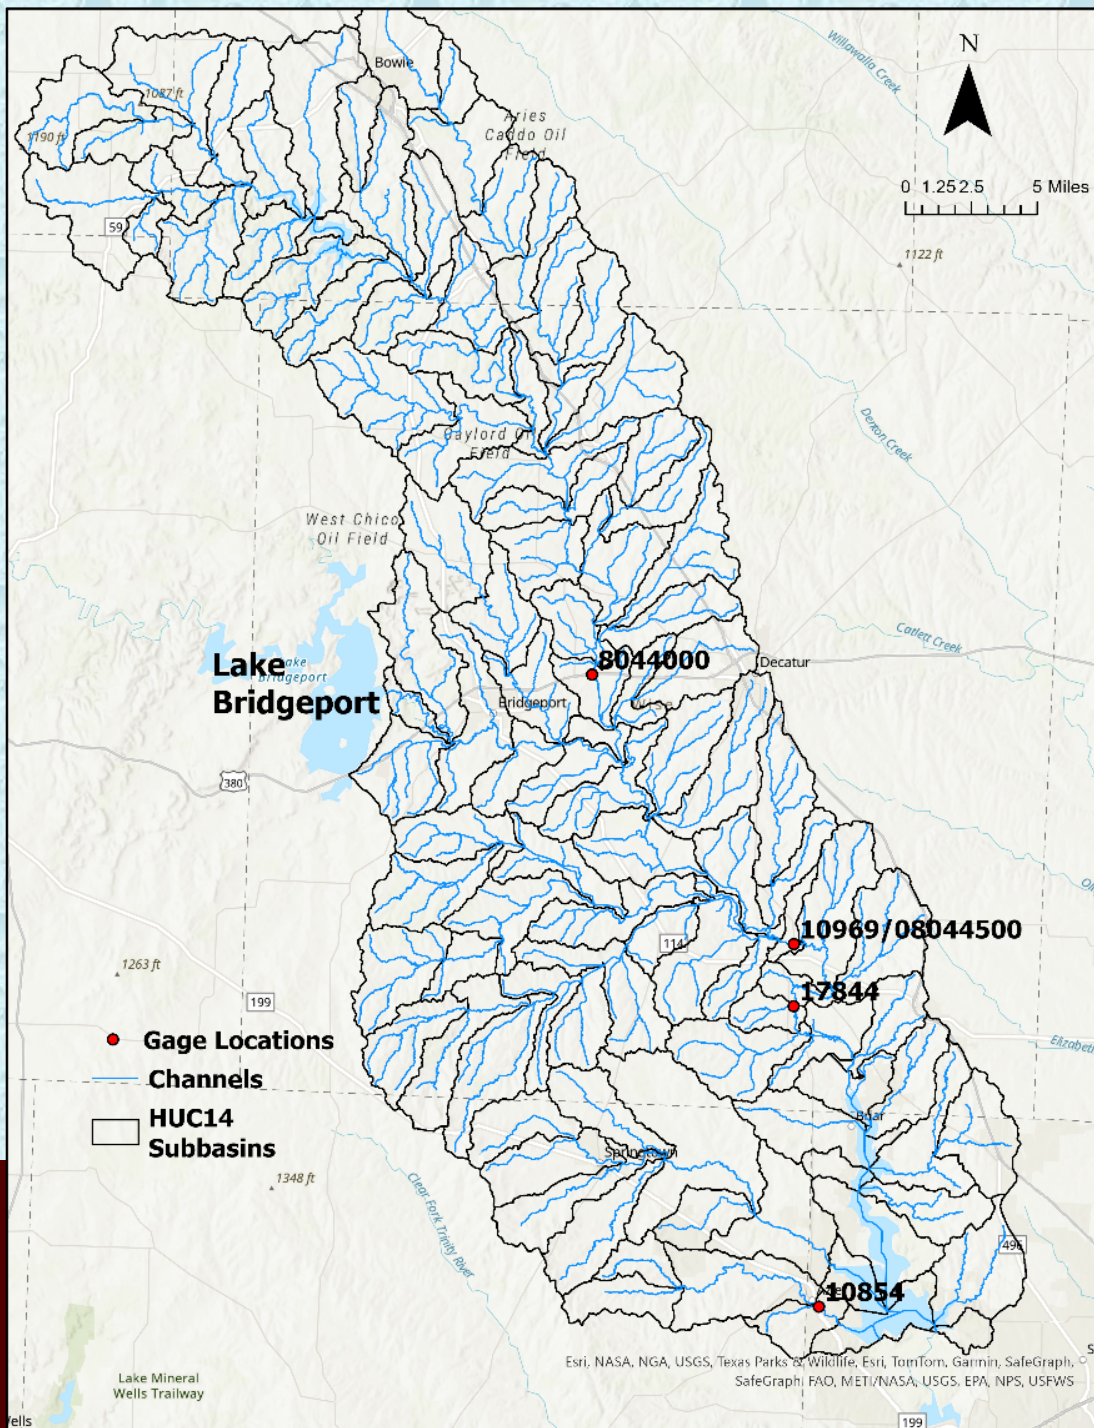 Willawalla Creek
N
Bowie
1087 ft
1190 ft
Aries
Caddo Oil
Field
0 1.25 2.5 5 Miles
59
1122 ft
Denton Creek
Gaylord Oil
Field
West Chico
Oil Field
Catlett Creek
8044000
Decatur
Lake
Bridgeport
Lake
Bridgeport
Bridgeport
Wise
380
10969/08044500
114
1263 ft
17844
199
Gage Locations
Elizabeth
Channels
HUC14
Subbasins
Boar
Springtown
1348 ft
Clear Fork Trinity River
496
10854
Esri, NASA, NGA, USGS, Texas Parks & Wildlife, Esri, TomTom, Garmin, SafeGraph,
SafeGraph, FAO, METI/NASA, USGS, EPA, NPS, USFWS
Lake Mineral
Wells Trailway
199